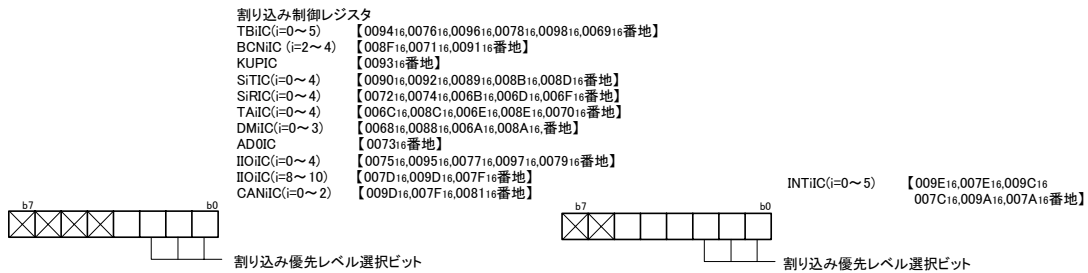 割り込み制御レジスタ
TBiIC(i=0～5) 【009416,007616,009616,007816,009816,006916番地】
BCNiIC (i=2～4) 【008F16,007116,009116番地】
KUPIC 【009316番地】
SiTIC(i=0～4) 【009016,009216,008916,008B16,008D16番地】
SiRIC(i=0～4) 【007216,007416,006B16,006D16,006F16番地】
TAiIC(i=0～4) 【006C16,008C16,006E16,008E16,007016番地】
DMiIC(i=0～3) 【006816,008816,006A16,008A16,番地】
AD0IC 【007316番地】
IIOiIC(i=0～4) 【007516,009516,007716,009716,007916番地】
IIOiIC(i=8～10) 【007D16,009D16,007F16番地】
CANiIC(i=0～2) 【009D16,007F16,008116番地】
b7 b0
割り込み優先レベル選択ビット
INTiIC(i=0～5) 【009E16,007E16,009C16
007C16,009A16,007A16番地】
b7 b0
割り込み優先レベル選択ビット